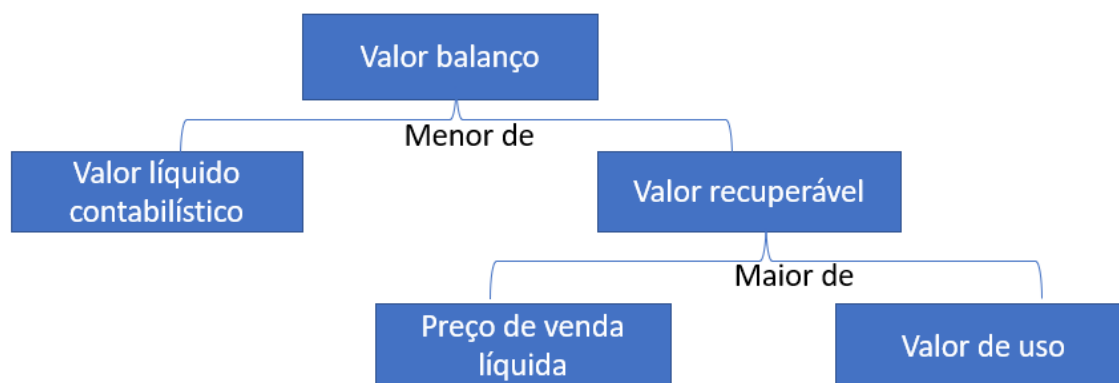 Valor balanço
Menor de
Valor líquido
contabilístico
Valor recuperável
Maior de
Preço de venda
líquida
Valor de uso